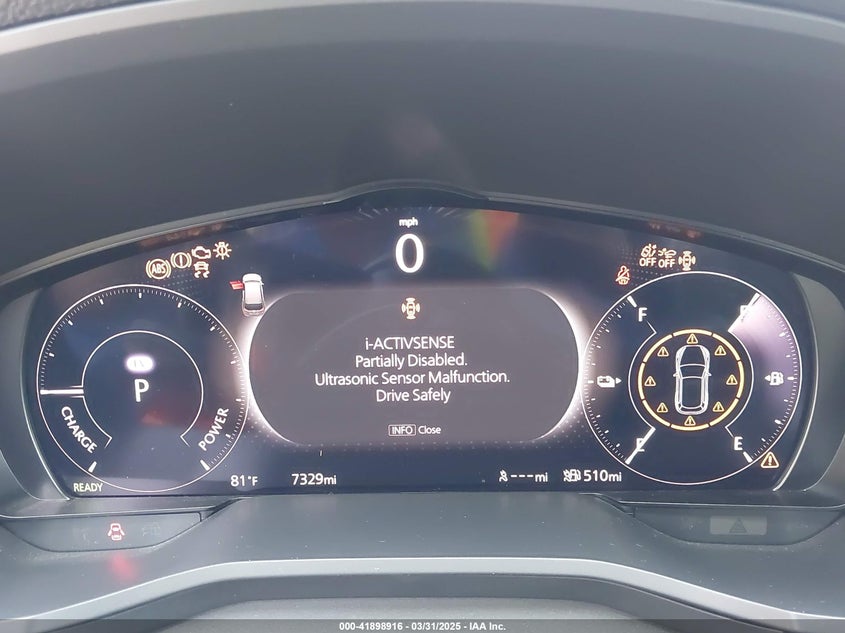 mph
0
ABS
OFF OFF
i-ACTIVSENSE
Partially Disabled.
Ultrasonic Sensor Malfunction.
Drive Safely
INFO Close
P
CHARGE
POWER
READY
81°F
7329mi
---mi
510mi
F
F
E
E
000-41898916 - 03/31/2025 - IAA Inc.